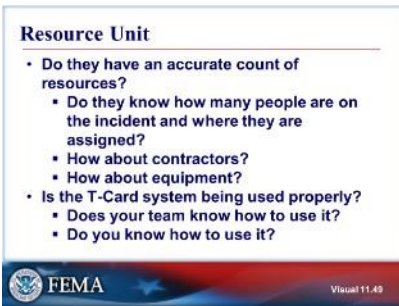 Resource Unit
• Do they have an accurate count of
resources?
▪ Do they know how many people are on
the incident and where they are
assigned?
▪ How about contractors?
▪ How about equipment?
• Is the T-Card system being used properly?
▪ Does your team know how to use it?
▪ Do you know how to use it?
FEMA
Visual 11.49